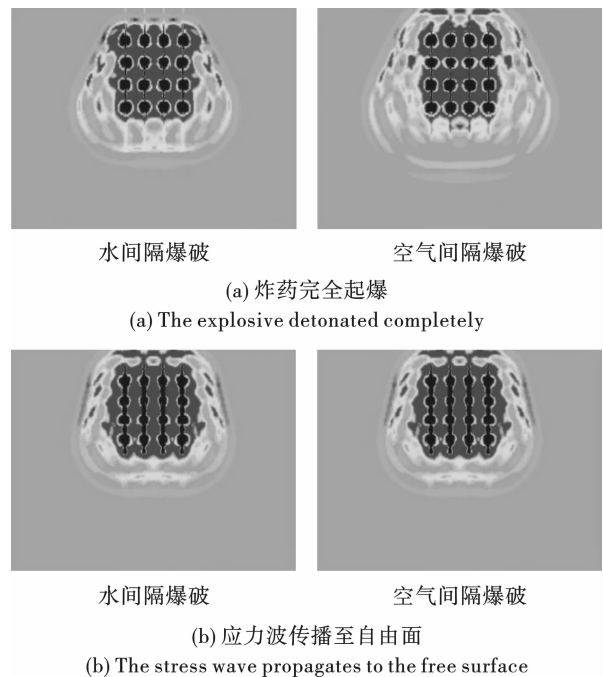 水间隔爆破
空气间隔爆破
(a) 炸药完全起爆
(a) The explosive detonated completely
水间隔爆破
空气间隔爆破
(b) 应力波传播至自由面
(b) The stress wave propagates to the free surface